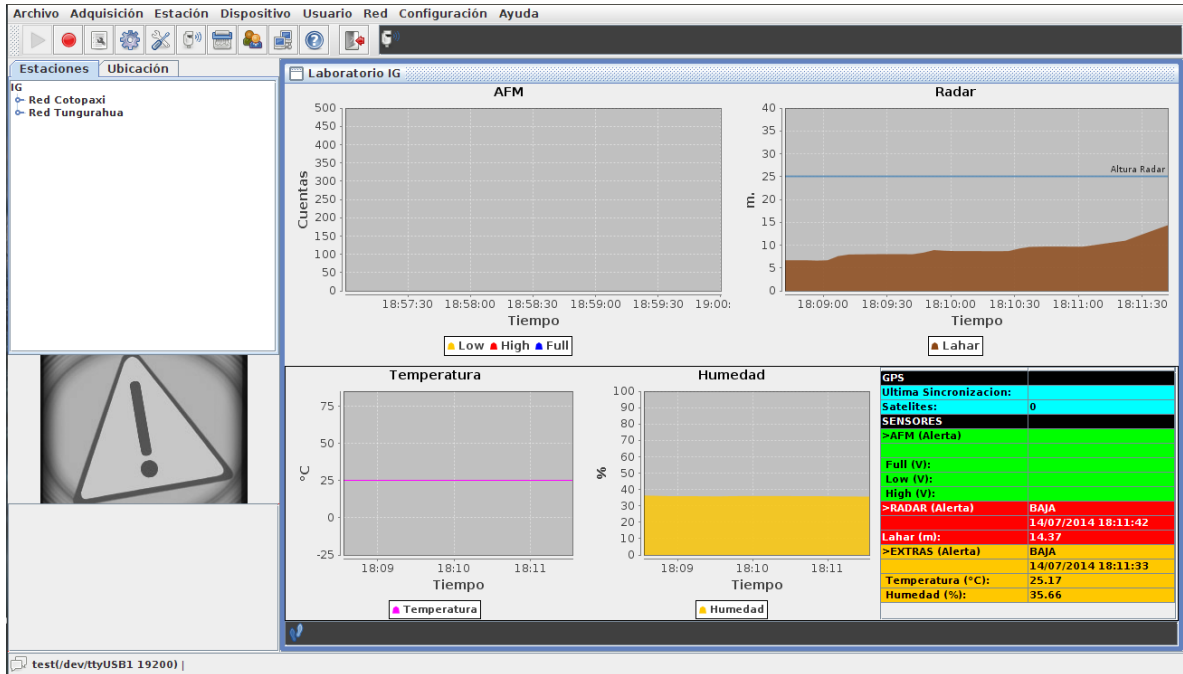 Archivo Adquisición Estación Dispositivo Usuario Red Configuración Ayuda
Estaciones Ubicación
IG
Red Cotopaxi
Red Tungurahua
Laboratorio IG
AFM
Cuentas
500
450
400
350
300
250
200
150
100
50
0
18:57:30 18:58:00 18:58:30 18:59:00 18:59:30 19:00:
Tiempo
Low High Full
Radar
m.
40
35
30
25
20
15
10
5
0
Altura Radar
18:09:00 18:09:30 18:10:00 18:10:30 18:11:00 18:11:30
Tiempo
Lahar
Temperatura
°C
75
50
25
0
-25
18:09 18:10 18:11
Tiempo
Temperatura
Humedad
%
100
90
80
70
60
50
40
30
20
10
0
18:09 18:10 18:11
Tiempo
Humedad
GPS
Ultima Sincronizacion:
Satelites: 0
SENSORES
>AFM (Alerta)
Full (V):
Low (V):
High (V):
>RADAR (Alerta) BAJA
14/07/2014 18:11:42
Lahar (m): 14.37
>EXTRAS (Alerta) BAJA
14/07/2014 18:11:33
Temperatura (°C): 25.17
Humedad (%): 35.66
test(/dev/ttyUSB1 19200) |